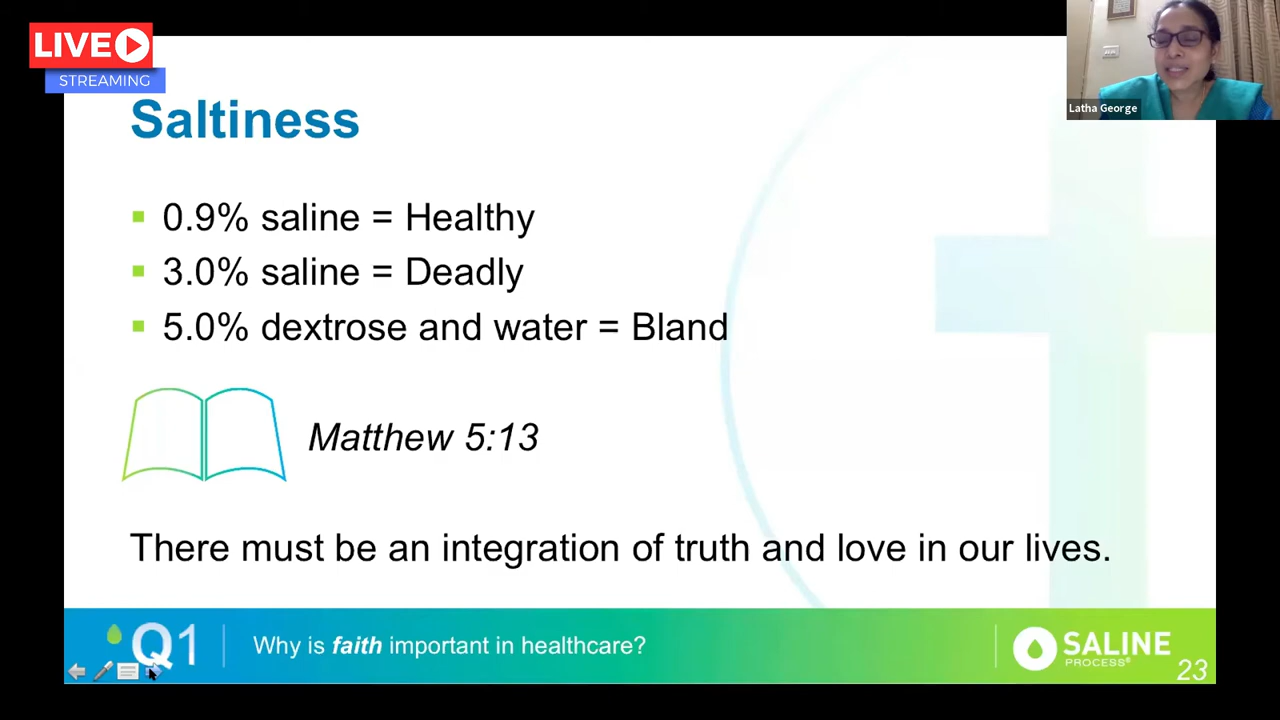 LIVE
STREAMING
Latha George
Saltiness
0.9% saline = Healthy
3.0% saline = Deadly
5.0% dextrose and water = Bland
Matthew 5:13
There must be an integration of truth and love in our lives.
Q1
Why is faith important in healthcare?
SALINE
PROCESS®
23